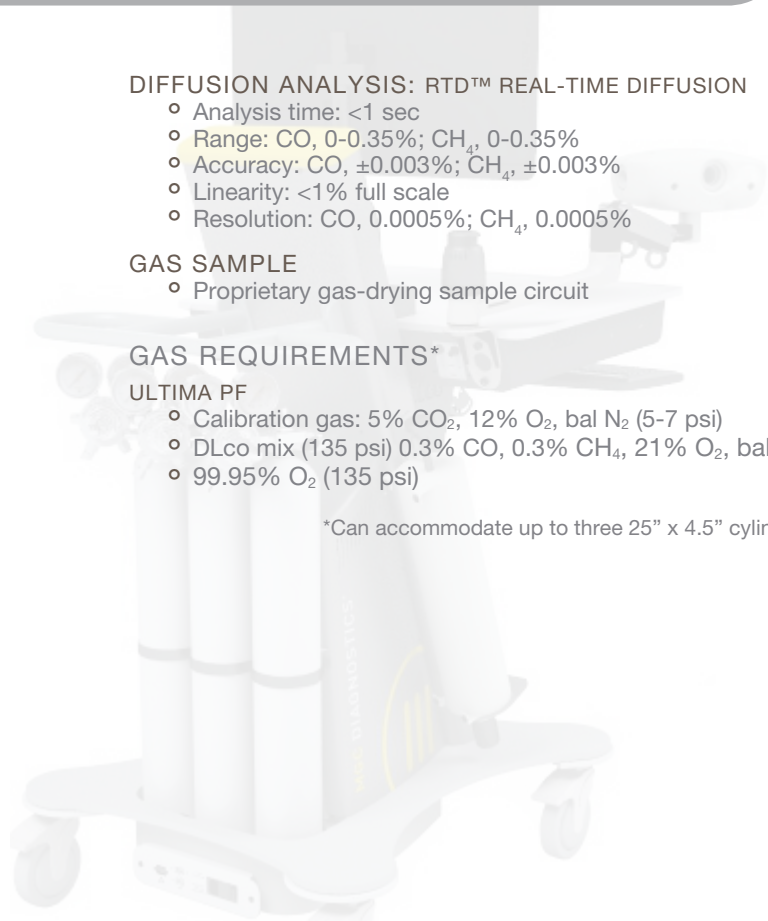 DIFFUSION ANALYSIS: RTD™ REAL-TIME DIFFUSION
° Analysis time: <1 sec
° Range: CO, 0-0.35%; CH₄, 0-0.35%
° Accuracy: CO, ±0.003%; CH₄, ±0.003%
° Linearity: <1% full scale
° Resolution: CO, 0.0005%; CH₄, 0.0005%
GAS SAMPLE
° Proprietary gas-drying sample circuit
GAS REQUIREMENTS*
ULTIMA PF
° Calibration gas: 5% CO₂, 12% O₂, bal N₂ (5-7 psi)
° DLco mix (135 psi) 0.3% CO, 0.3% CH₄, 21% O₂, bal
° 99.95% O₂ (135 psi)
*Can accommodate up to three 25” x 4.5”
DIAGNOSTICS